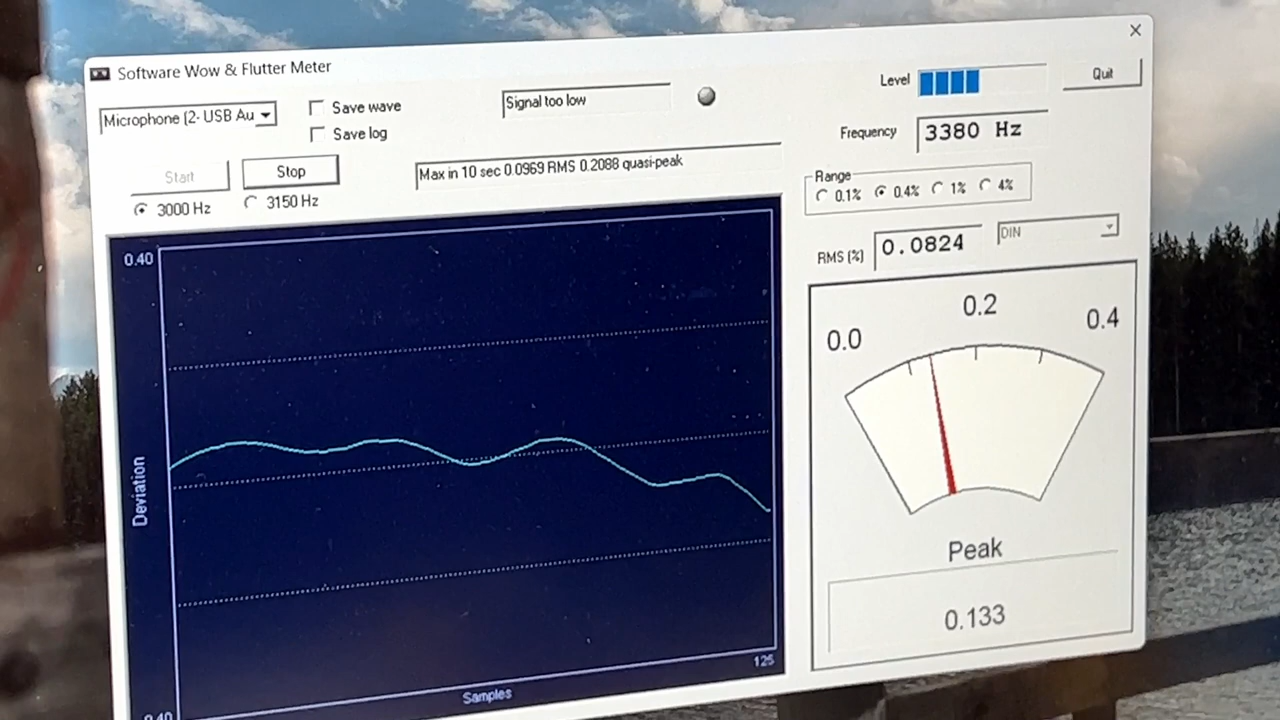 Software Wow & Flutter Meter
Microphone (2- USB Au
Save wave
Save log
Signal too low
Level
Quit
Frequency
3380 Hz
Start
Stop
Max in 10 sec 0.0969 RMS 0.2088 quasi-peak
3000 Hz
3150 Hz
Range
0.1%
0.4%
1%
4%
RMS (%)
0.0824
DIN
0.40
Deviation
-0.40
Samples
125
0.0
0.2
0.4
Peak
0.133